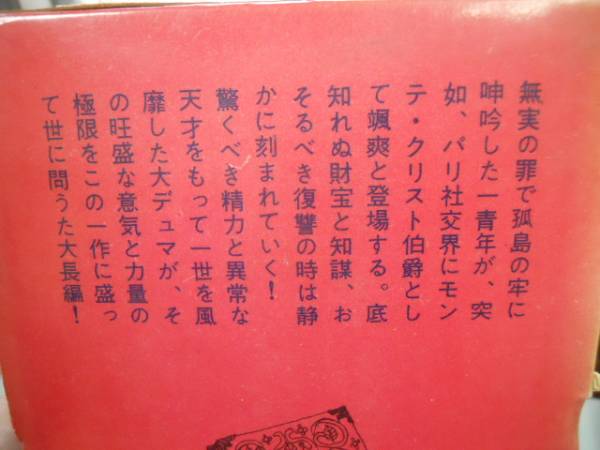 無実の罪で孤島の牢に
呻吟した一青年が、突
如、パリ社交界にモン
テ・クリスト伯爵とし
て颯爽と登場する。底
知れぬ財宝と知謀、お
そるべき復讐の時は静
かに刻まれていく！
驚くべき精力と異常な
天才をもって一世を風
靡した大デュマが、そ
の旺盛な意気と力量の
極限をこの一作に盛っ
て世に問うた大長編！